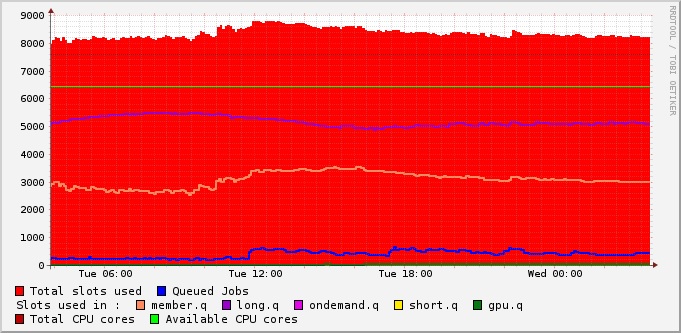 9000
8000
7000
6000
5000
4000
3000
2000
1000
0
Tue 06:00 Tue 12:00 Tue 18:00 Wed 00:00
RRDTOOL / TOBI OETIKER
Total slots used Queued Jobs
Slots used in : member.q long.q ondemand.q short.q gpu.q
Total CPU cores Available CPU cores